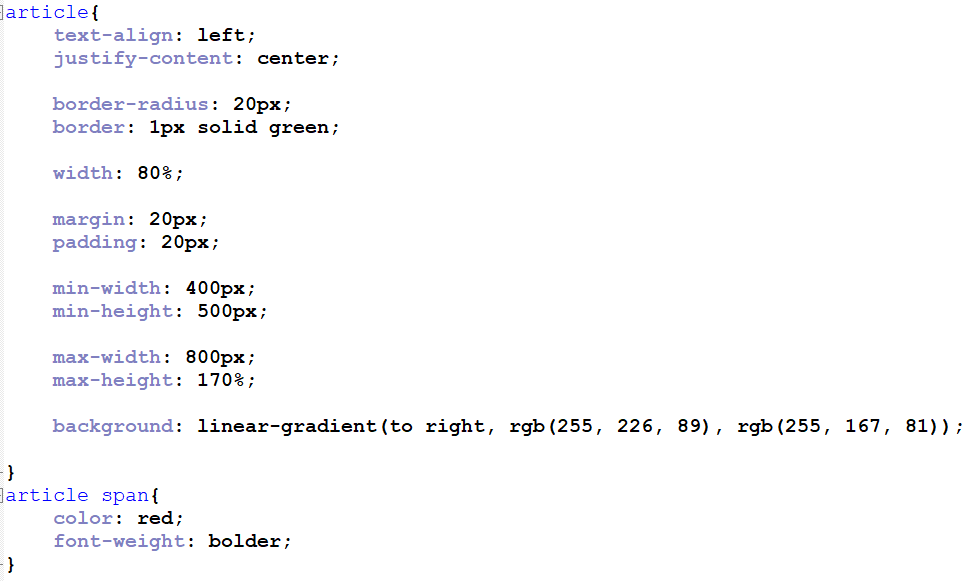 article{
text-align: left;
justify-content: center;
border-radius: 20px;
border: 1px solid green;
width: 80%;
margin: 20px;
padding: 20px;
min-width: 400px;
min-height: 500px;
max-width: 800px;
max-height: 170%;
background: linear-gradient(to right, rgb(255, 226, 89), rgb(255, 167, 81));
}
article span{
color: red;
font-weight: bolder;
}